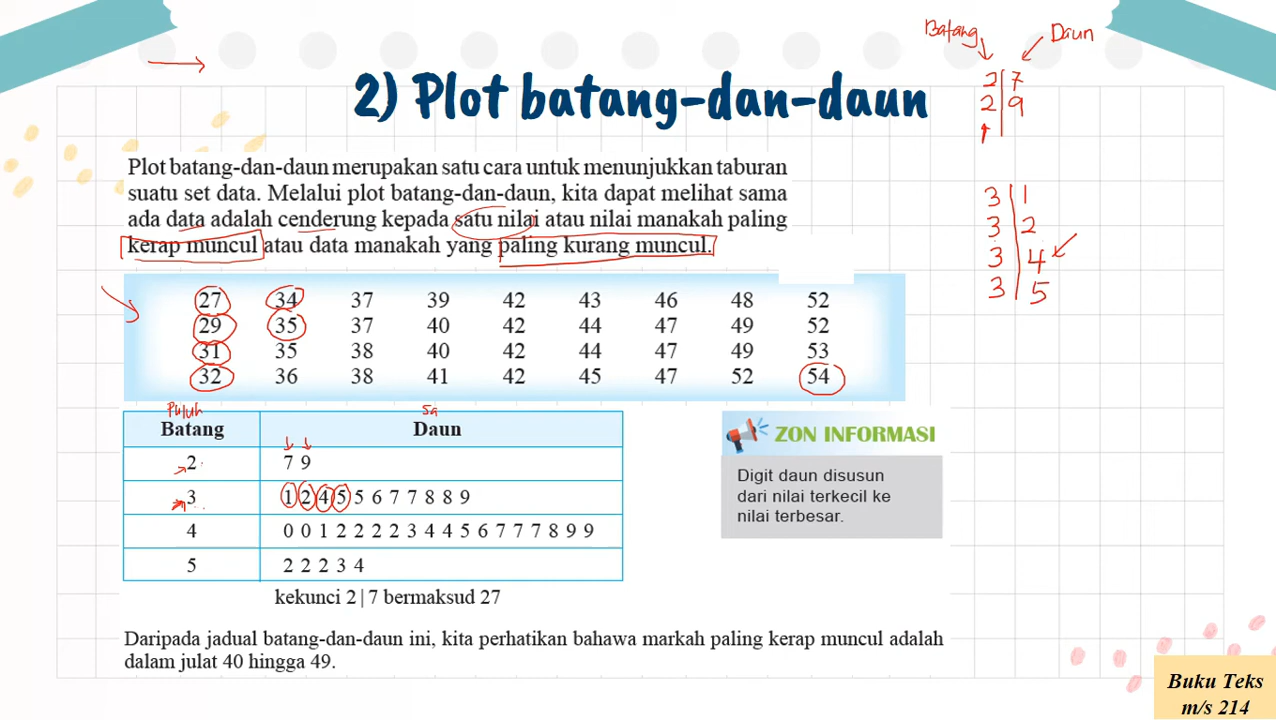 Batang
Daun
2 | 7
2 | 9
2) Plot batang-dan-daun
Plot batang-dan-daun merupakan satu cara untuk menunjukkan taburan
suatu set data. Melalui plot batang-dan-daun, kita dapat melihat sama
ada data adalah cenderung kepada satu nilai atau nilai manakah paling
kerap muncul atau data manakah yang paling kurang muncul.
3 | 1
3 | 2
3 | 4
3 | 5
27 34 37 39 42 43 46 48 52
29 35 37 40 42 44 47 49 52
31 35 38 40 42 44 47 49 53
32 36 38 41 42 45 47 52 54
Puluh
Sa
Batang Daun
2 7 9
3 1 2 4 5 5 6 7 7 8 8 9
4 0 0 1 2 2 2 2 3 4 4 5 6 7 7 7 8 9 9
5 2 2 2 3 4
kekunci 2 | 7 bermaksud 27
ZON INFORMASI
Digit daun disusun
dari nilai terkecil ke
nilai terbesar.
Daripada jadual batang-dan-daun ini, kita perhatikan bahawa markah paling kerap muncul adalah
dalam julat 40 hingga 49.
Buku Teks
m/s 214